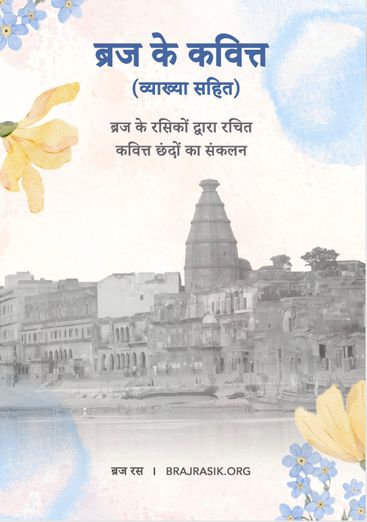 ब्रज के कवित्त
(व्याख्या सहित)
ब्रज के रसिकों द्वारा रचित
कवित्त छंदों का संकलन
ब्रज रस | BRAJRASIK.ORG